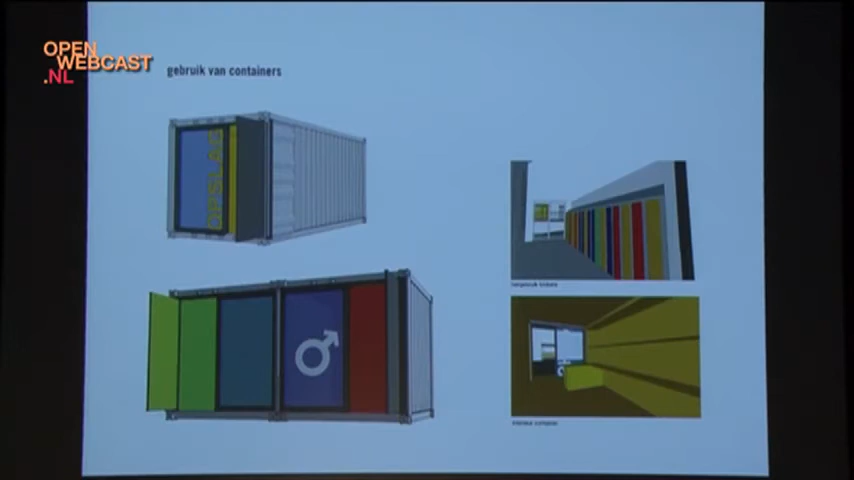 OPEN
WEBCAST
.NL
gebruik van containers
OPSLAG